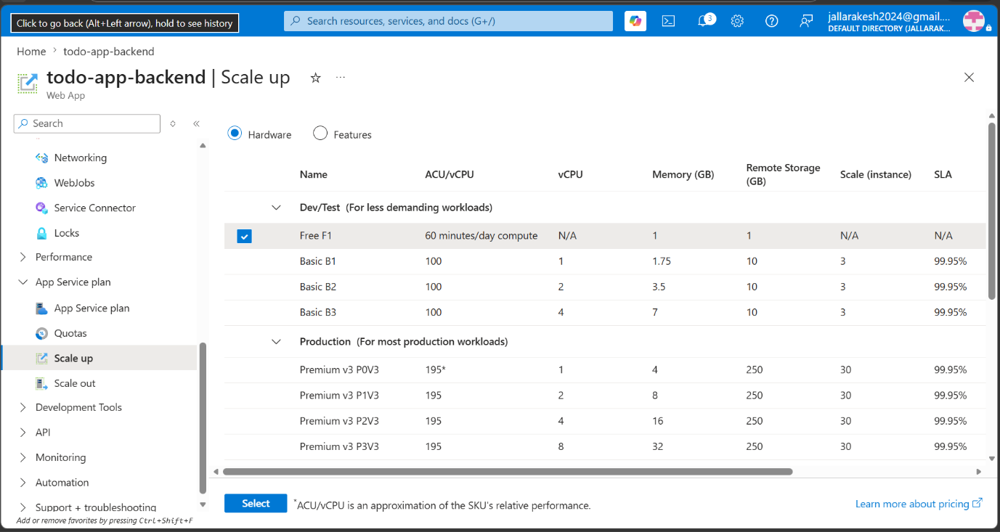 Click to go back (Alt+Left arrow), hold to see history
Search resources, services, and docs (G+/)
3
jallarakesh2024@gmail....
DEFAULT DIRECTORY (JALLARAK...
Home > todo-app-backend
todo-app-backend | Scale up ...
Web App
Search
Networking
WebJobs
Service Connector
Locks
Performance
App Service plan
App Service plan
Quotas
Scale up
Scale out
Development Tools
API
Monitoring
Automation
Support + troubleshooting
Add or remove favorites by pressing Ctrl+Shift+F
Hardware Features
Name ACU/vCPU vCPU Memory (GB) Remote Storage (GB) Scale (instance) SLA
Dev/Test (For less demanding workloads)
Free F1 60 minutes/day compute N/A 1 1 N/A N/A
Basic B1 100 1 1.75 10 3 99.95%
Basic B2 100 2 3.5 10 3 99.95%
Basic B3 100 4 7 10 3 99.95%
Production (For most production workloads)
Premium v3 P0V3 195* 1 4 250 30 99.95%
Premium v3 P1V3 195 2 8 250 30 99.95%
Premium v3 P2V3 195 4 16 250 30 99.95%
Premium v3 P3V3 195 8 32 250 30 99.95%
Select *ACU/vCPU is an approximation of the SKU's relative performance. Learn more about pricing